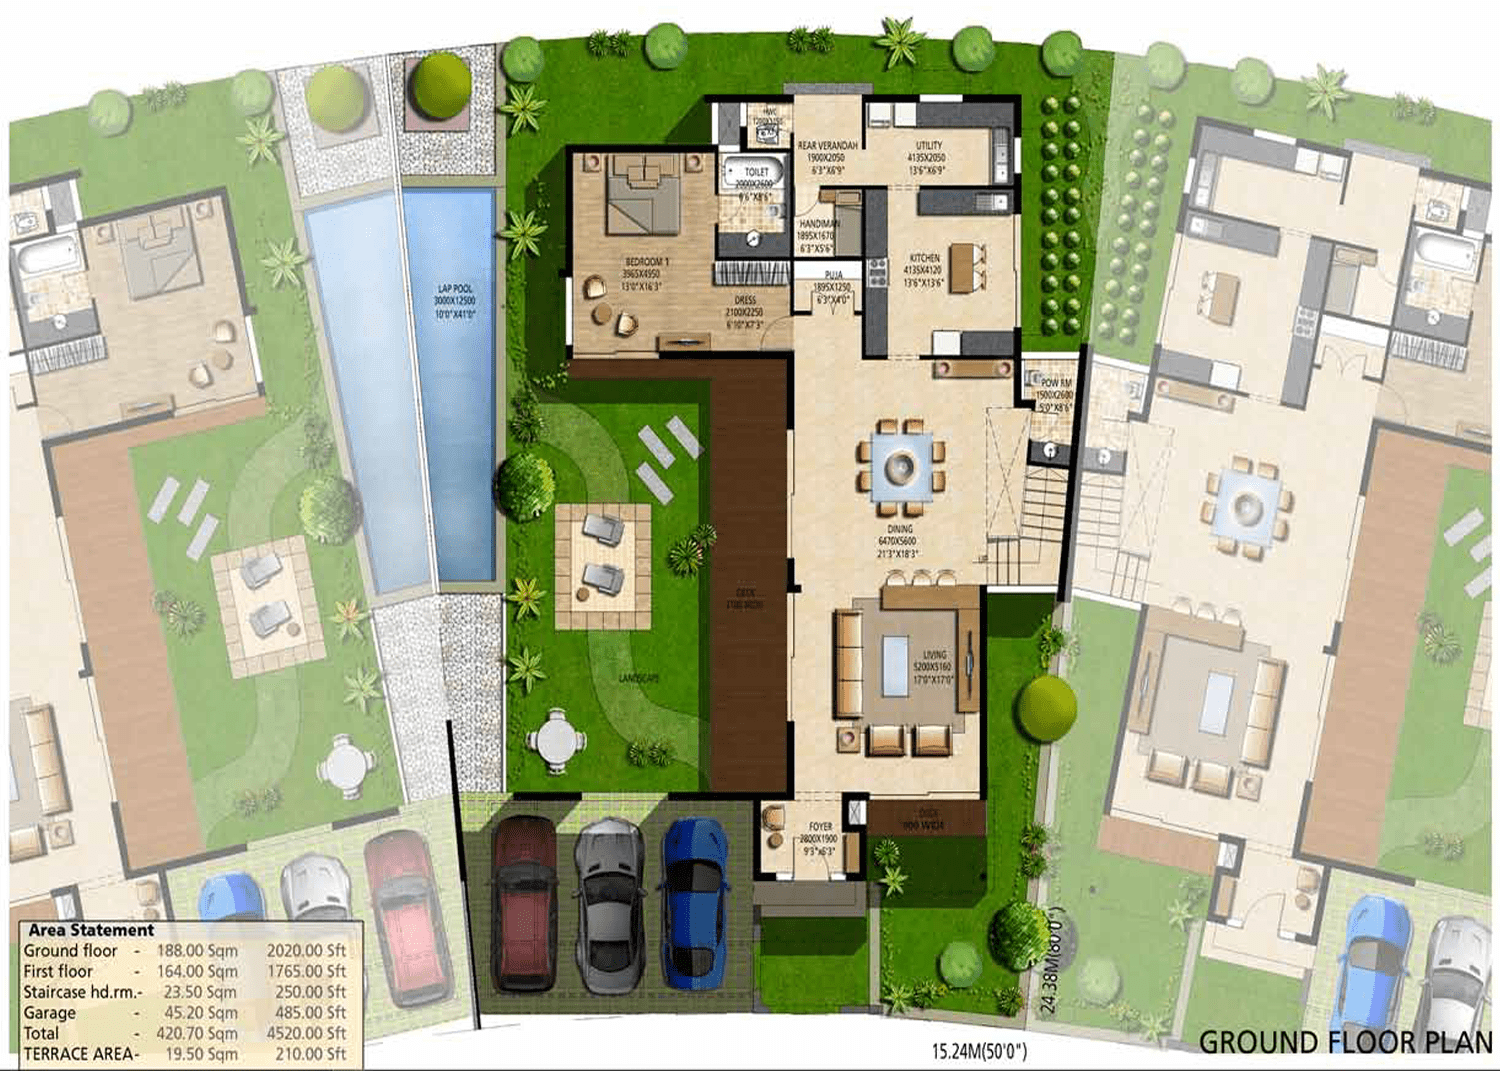 HWC
REAR VERANDAH
1900X2050
6'3"X6'9"
UTILITY
4135X2050
13'6"X6'9"
TOILET
2000X2600
6'6"X8'6"
HANDIMAN
1895X1670
6'3"X5'6"
BEDROOM 1
3965X4950
13'0"X16'3"
KITCHEN
4135X4120
13'6"X13'6"
PUJA
1895X1250
6'3"X4'0"
LAP POOL
3000X12500
10'0"X41'0"
DRESS
2100X2250
6'10"X7'3"
POW RM
1500X2600
5'0"X8'6"
DINING
6470X5600
21'3"X18'3"
UP
DECK
LIVING
5200X5160
17'0"X17'0"
LANDSCAPE
FOYER
2800X1900
9'3"x6'3"
DECK
900 WIDE
Area Statement
Ground floor - 188.00 Sqm 2020.00 Sft
First floor - 164.00 Sqm 1765.00 Sft
Staircase hd.rm.- 23.50 Sqm 250.00 Sft
Garage - 45.20 Sqm 485.00 Sft
Total - 420.70 Sqm 4520.00 Sft
TERRACE AREA- 19.50 Sqm 210.00 Sft
24.38M(80'0")
15.24M(50'0")
GROUND FLOOR PLAN